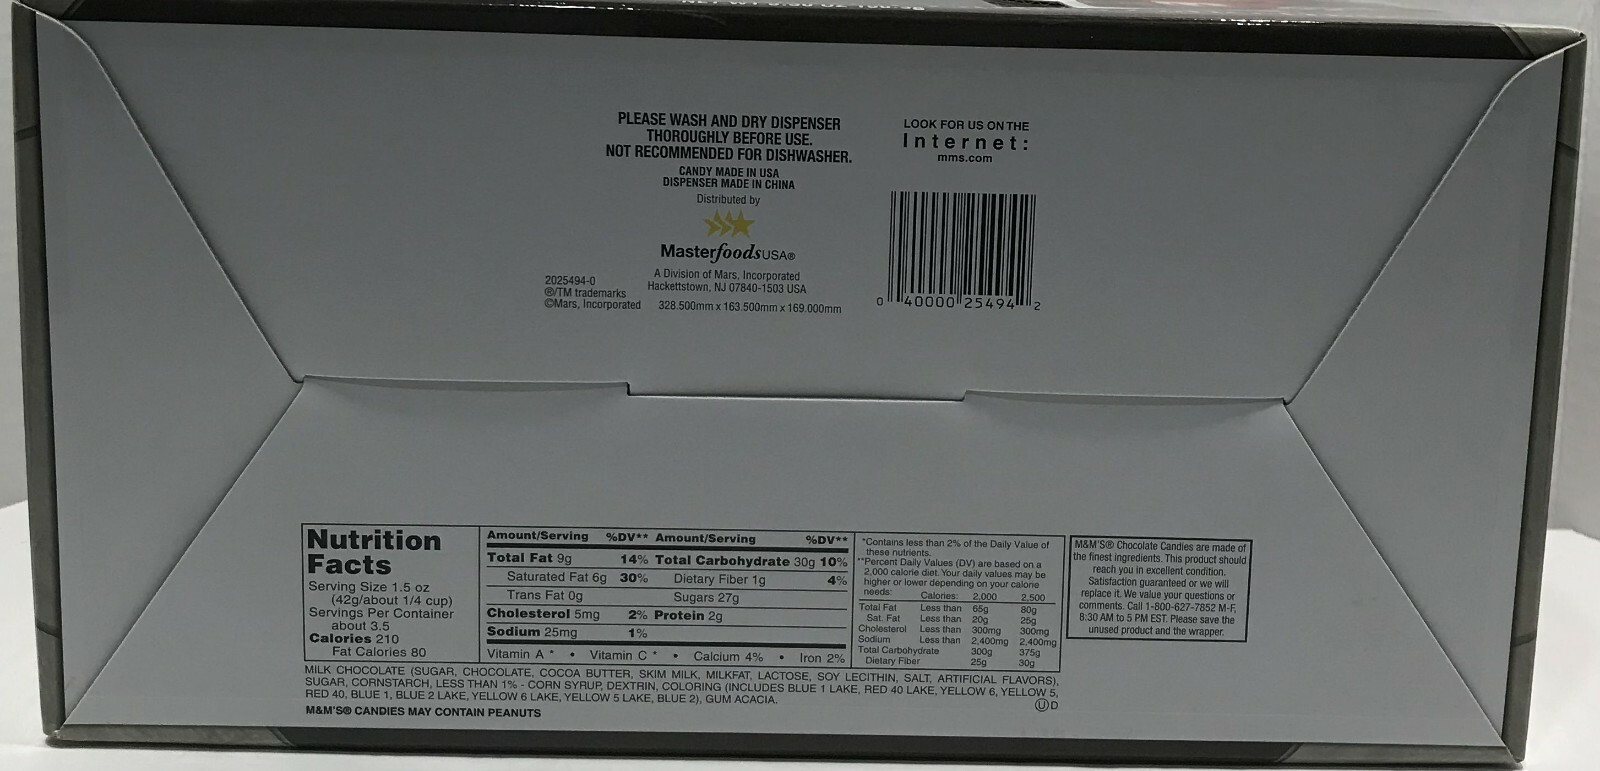 PLEASE WASH AND DRY DISPENSER
THOROUGHLY BEFORE USE.
NOT RECOMMENDED FOR DISHWASHER.
CANDY MADE IN USA
DISPENSER MADE IN CHINA
Distributed by
MasterfoodsUSA®
A Division of Mars, Incorporated
Hackettstown, NJ 07840-1503 USA
328.500mm x 163.500mm x 169.000mm
2025494-0
®/TM trademarks
©Mars, Incorporated
LOOK FOR US ON THE
Internet:
mms.com
0 40000 25494 2
Nutrition
Facts
Serving Size 1.5 oz
(42g/about 1/4 cup)
Servings Per Container
about 3.5
Calories 210
Fat Calories 80
Amount/Serving %DV** Amount/Serving %DV**
Total Fat 9g 14% Total Carbohydrate 30g 10%
Saturated Fat 6g 30% Dietary Fiber 1g 4%
Trans Fat 0g Sugars 27g
Cholesterol 5mg 2% Protein 2g
Sodium 25mg 1%
Vitamin A * • Vitamin C * • Calcium 4% • Iron 2%
*Contains less than 2% of the Daily Value of
these nutrients.
**Percent Daily Values (DV) are based on a
2,000 calorie diet. Your daily values may be
higher or lower depending on your calorie
needs: Calories: 2,000 2,500
Total Fat Less than 65g 80g
Sat. Fat Less than 20g 25g
Cholesterol Less than 300mg 300mg
Sodium Less than 2,400mg 2,400mg
Total Carbohydrate 300g 375g
Dietary Fiber 25g 30g
M&M'S® Chocolate Candies are made of
the finest ingredients. This product should
reach you in excellent condition.
Satisfaction guaranteed or we will
replace it. We value your questions or
comments. Call 1-800-627-7852 M-F,
8:30 AM to 5 PM EST. Please save the
unused product and the wrapper.
MILK CHOCOLATE (SUGAR, CHOCOLATE, COCOA BUTTER, SKIM MILK, MILKFAT, LACTOSE, SOY LECITHIN, SALT, ARTIFICIAL FLAVORS),
SUGAR, CORNSTARCH, LESS THAN 1% - CORN SYRUP, DEXTRIN, COLORING (INCLUDES BLUE 1 LAKE, RED 40 LAKE, YELLOW 6, YELLOW 5,
RED 40, BLUE 1, BLUE 2 LAKE, YELLOW 6 LAKE, YELLOW 5 LAKE, BLUE 2), GUM ACACIA.
M&M'S® CANDIES MAY CONTAIN PEANUTS
Ⓤ D